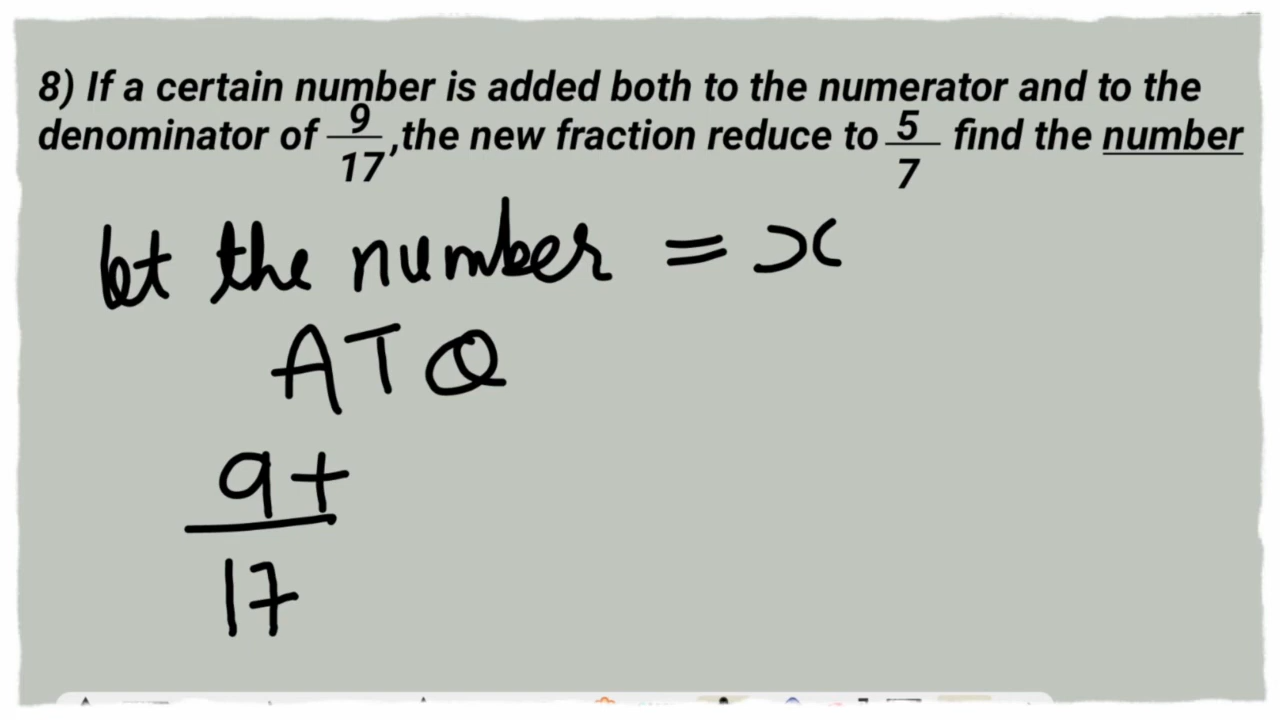 8) If a certain number is added both to the numerator and to the
denominator of 9/17 ,the new fraction reduce to 5/7 find the number
let the number = x
ATQ
9+
17